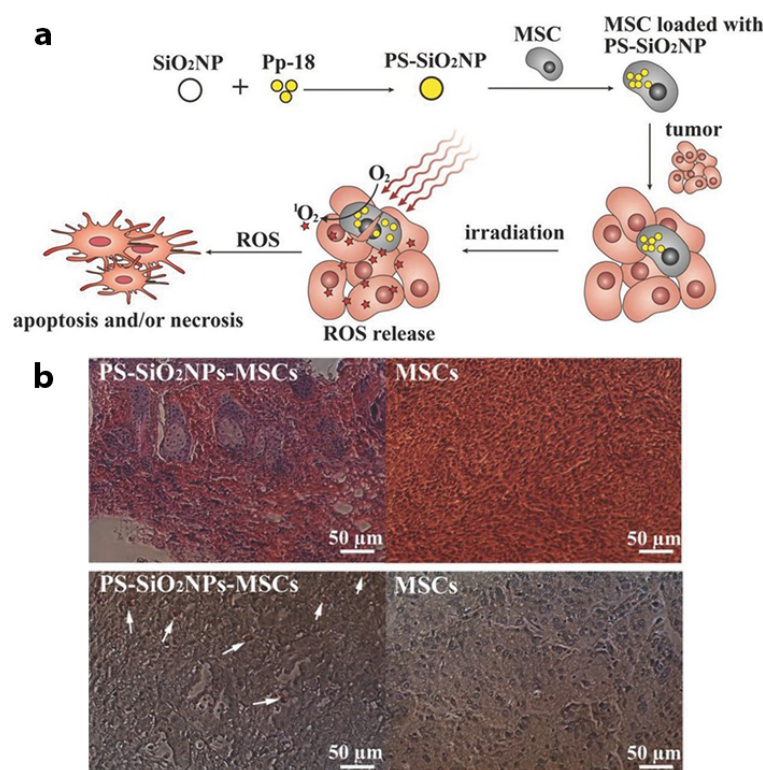 a
MSC
MSC loaded with
PS-SiO₂NP
SiO₂NP + Pp-18
PS-SiO₂NP
tumor
O₂
¹O₂
ROS
irradiation
apoptosis and/or necrosis
ROS release
b
PS-SiO₂NPs-MSCs
MSCs
50 µm
50 µm
PS-SiO₂NPs-MSCs
MSCs
50 µm
50 µm